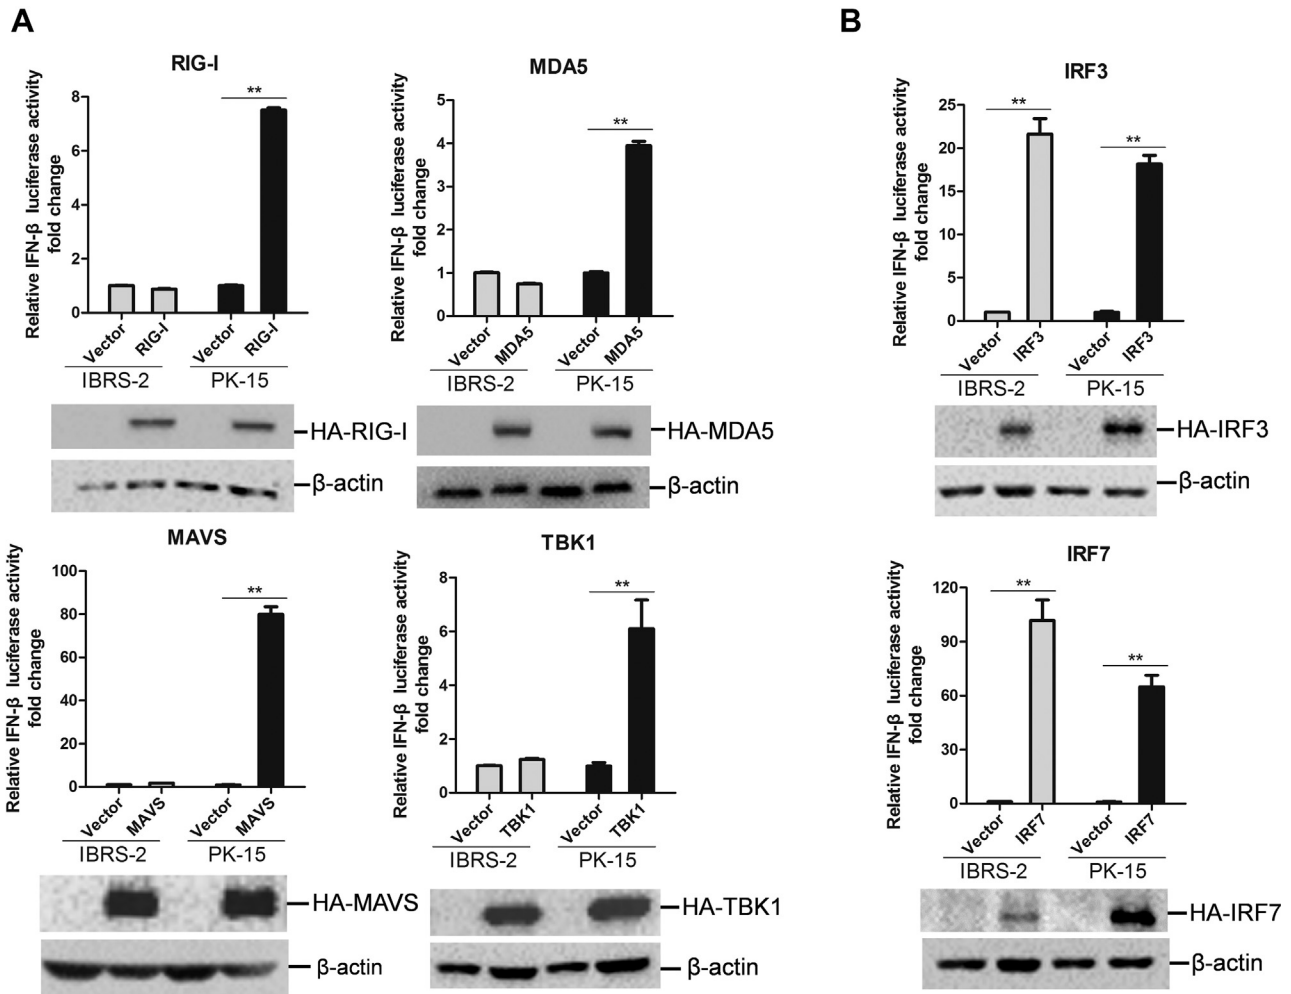 A
RIG-I
Relative IFN-β luciferase activity
fold change
8
6
4
2
0
**
Vector
RIG-I
Vector
RIG-I
IBRS-2
PK-15
HA-RIG-I
β-actin
MDA5
Relative IFN-β luciferase activity
fold change
5
4
3
2
1
0
**
Vector
MDA5
Vector
MDA5
IBRS-2
PK-15
HA-MDA5
β-actin
MAVS
Relative IFN-β luciferase activity
fold change
100
80
60
40
20
0
**
Vector
MAVS
Vector
MAVS
IBRS-2
PK-15
HA-MAVS
β-actin
TBK1
Relative IFN-β luciferase activity
fold change
8
6
4
2
0
**
Vector
TBK1
Vector
TBK1
IBRS-2
PK-15
HA-TBK1
β-actin
B
IRF3
Relative IFN-β luciferase activity
fold change
25
20
15
10
5
0
**
**
Vector
IRF3
Vector
IRF3
IBRS-2
PK-15
HA-IRF3
β-actin
IRF7
Relative IFN-β luciferase activity
fold change
120
90
60
30
0
**
**
Vector
IRF7
Vector
IRF7
IBRS-2
PK-15
HA-IRF7
β-actin